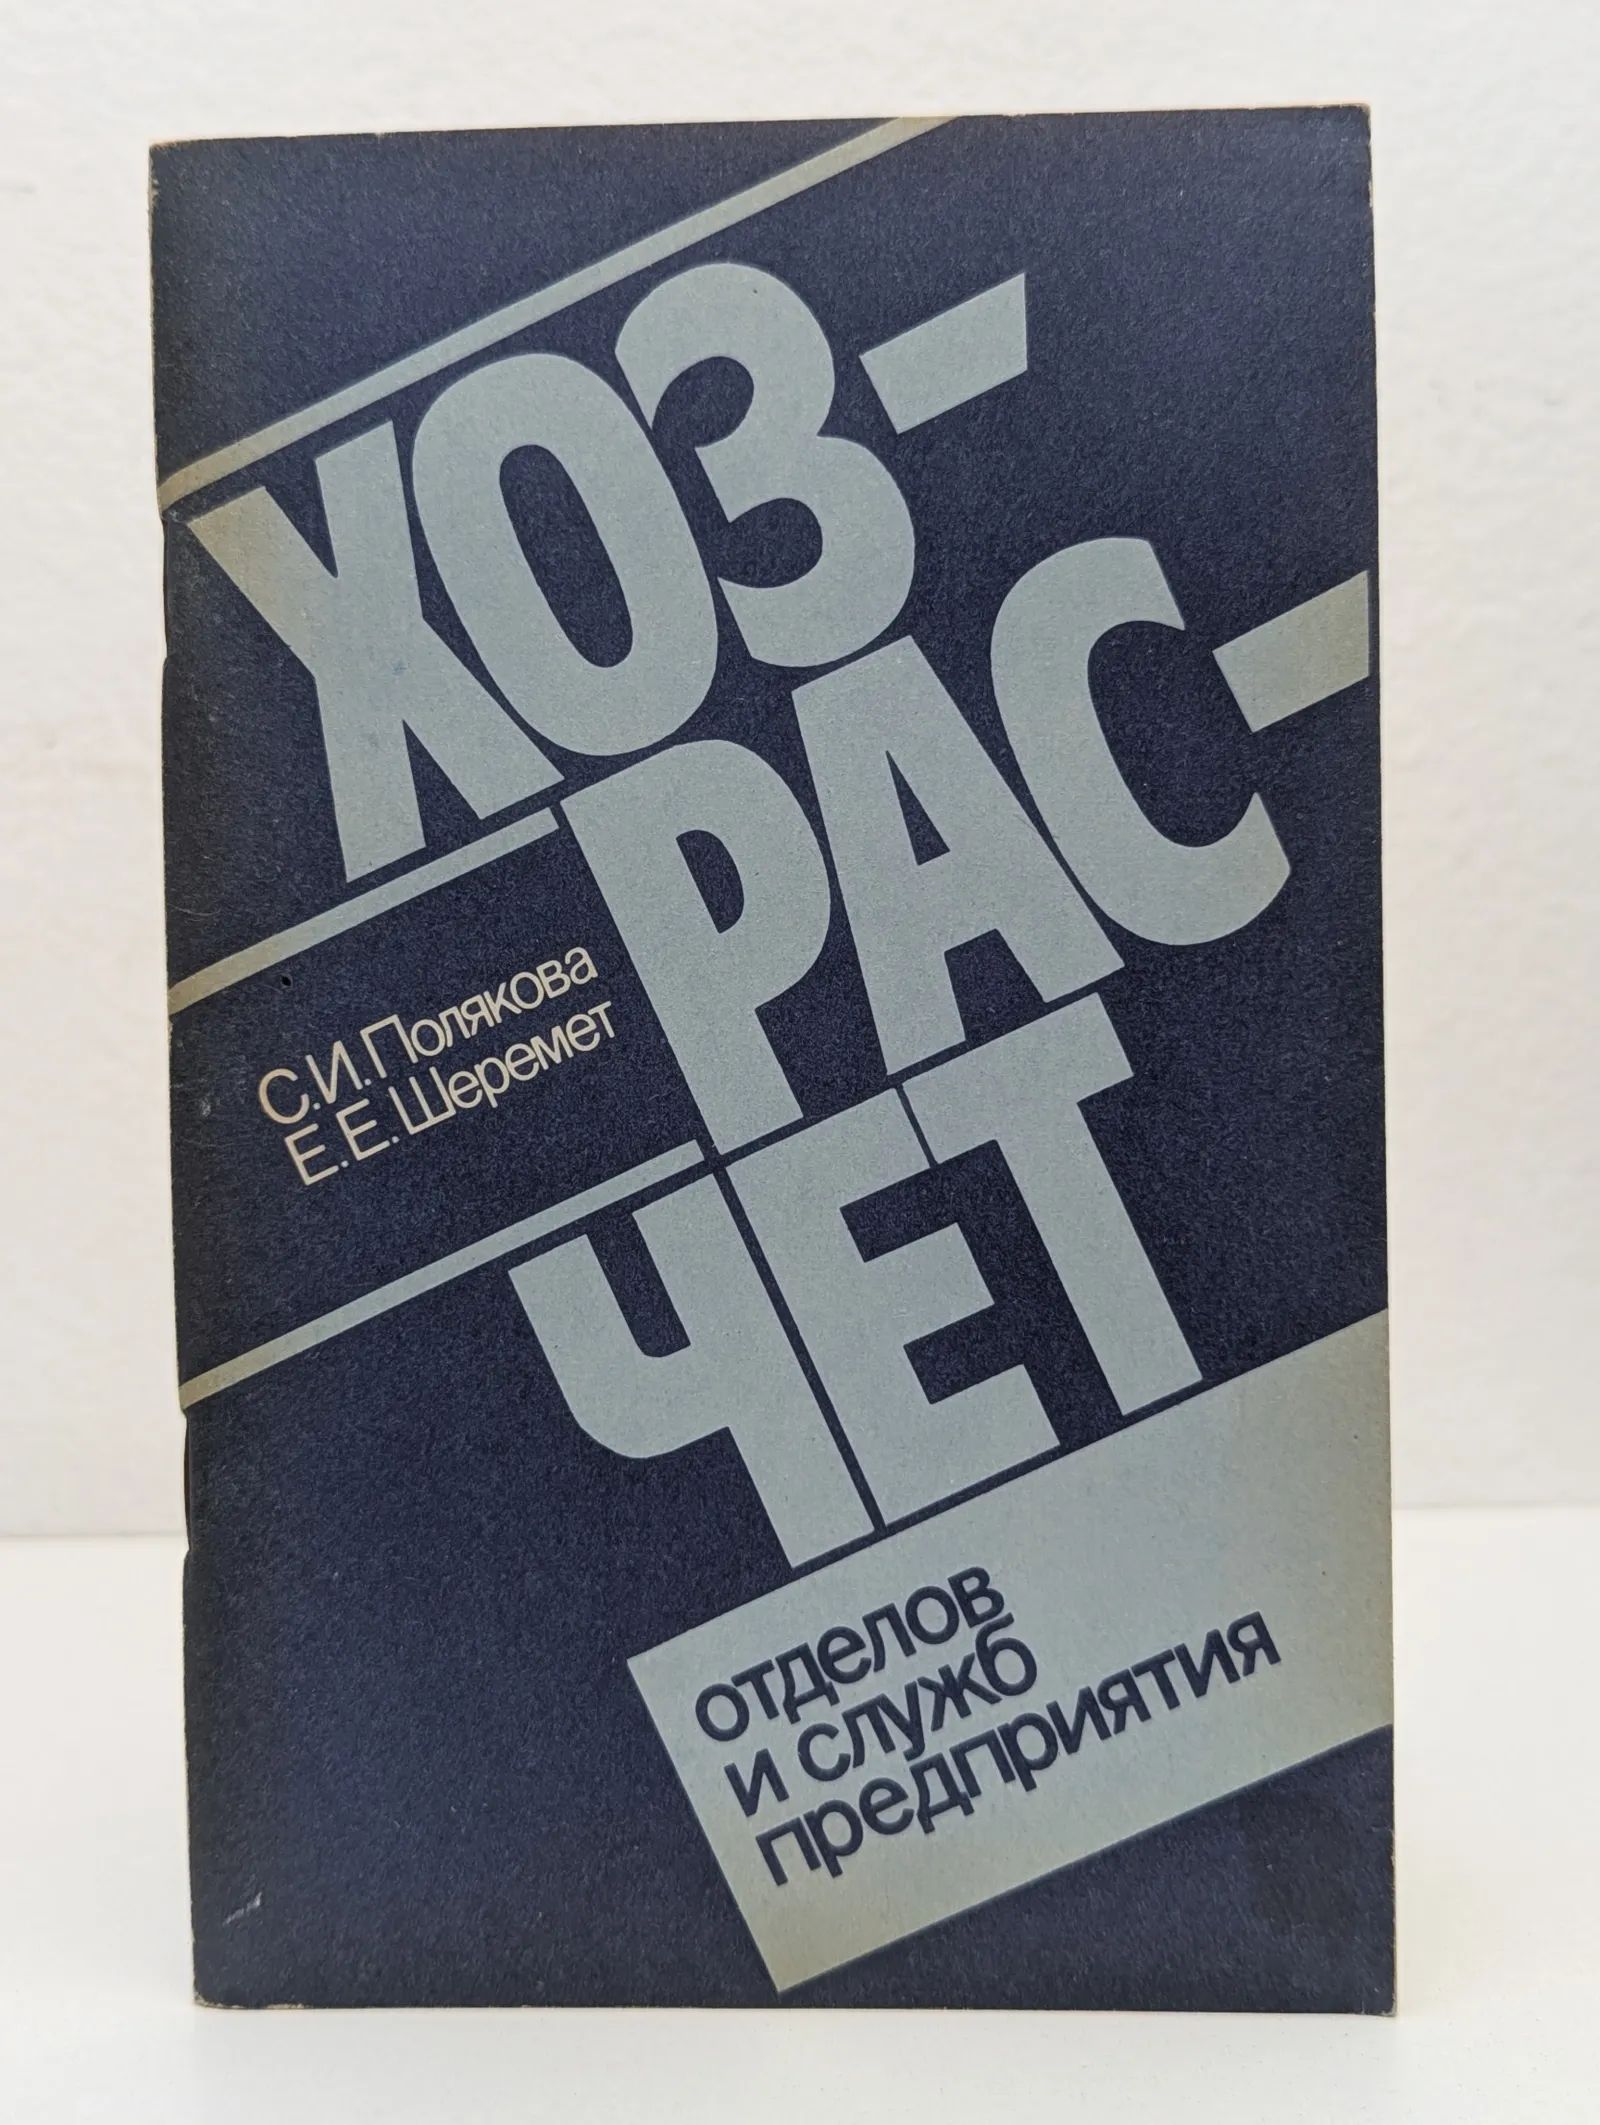 ХОЗ-
РАС-
ЧЕТ
С.И.Полякова
Е.Е.Шеремет
отделов
и служб
предприятия